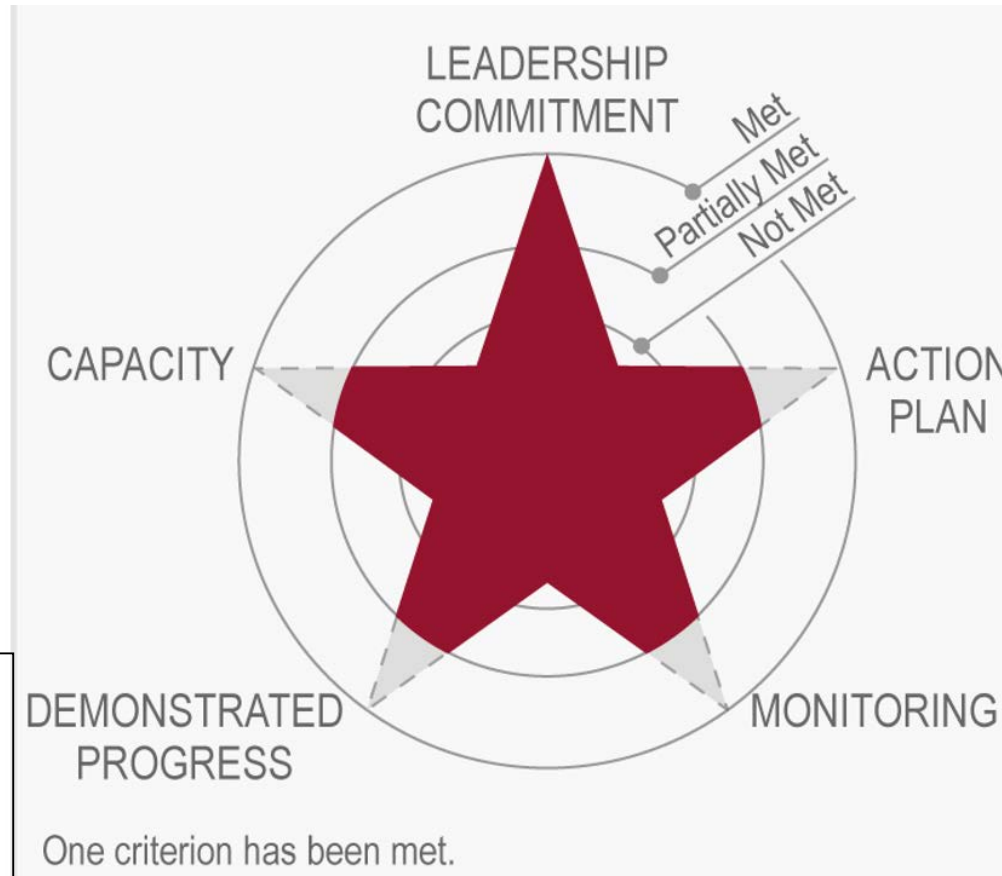 LEADERSHIP
COMMITMENT
Met
Partially Met
Not Met
CAPACITY
ACTION
PLAN
DEMONSTRATED
PROGRESS
MONITORING
One criterion has been met.